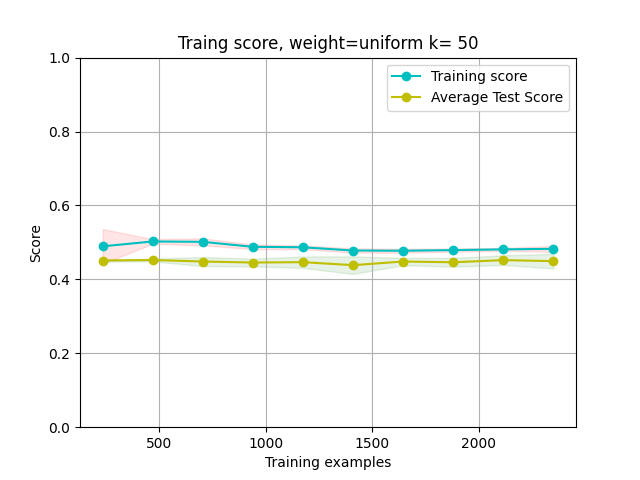 Traing score, weight=uniform k= 50
Training score
Average Test Score
1.0
0.8
0.6
0.4
0.2
0.0
Score
500
1000
1500
2000
Training examples